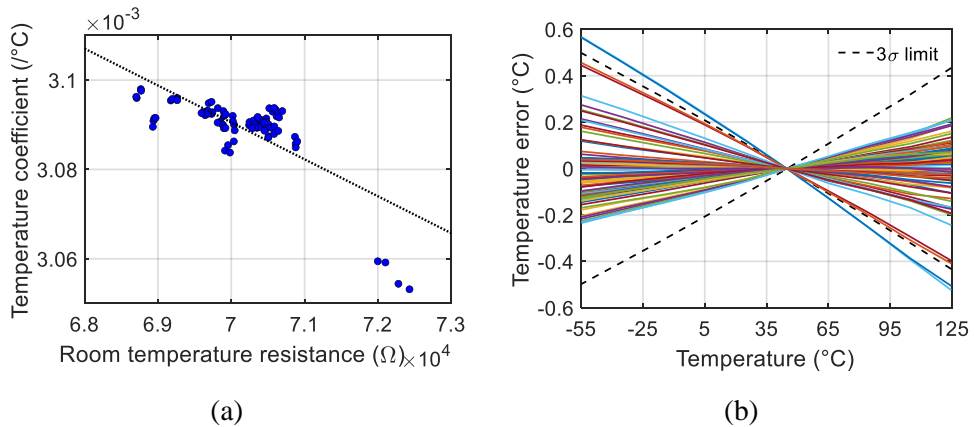 ×10⁻³
3.1
3.08
3.06
6.8 6.9 7 7.1 7.2 7.3
Temperature coefficient (/°C)
Room temperature resistance (Ω)×10⁴
(a)
0.6
0.4
0.2
0
-0.2
-0.4
-0.6
-55 -25 5 35 65 95 125
Temperature error (°C)
Temperature (°C)
3σ limit
(b)